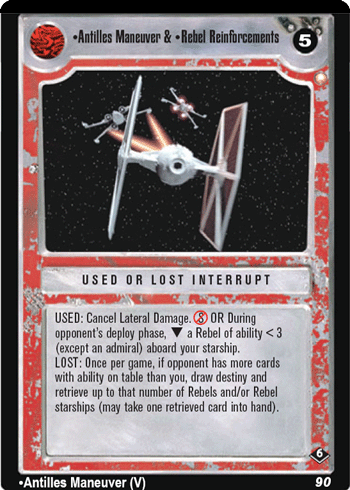 •Antilles Maneuver & •Rebel Reinforcements
5
USED OR LOST INTERRUPT
USED: Cancel Lateral Damage. Ⓢ OR During
opponent's deploy phase, ▼ a Rebel of ability < 3
(except an admiral) aboard your starship.
LOST: Once per game, if opponent has more cards
with ability on table than you, draw destiny and
retrieve up to that number of Rebels and/or Rebel
starships (may take one retrieved card into hand).
6
•Antilles Maneuver (V) 90